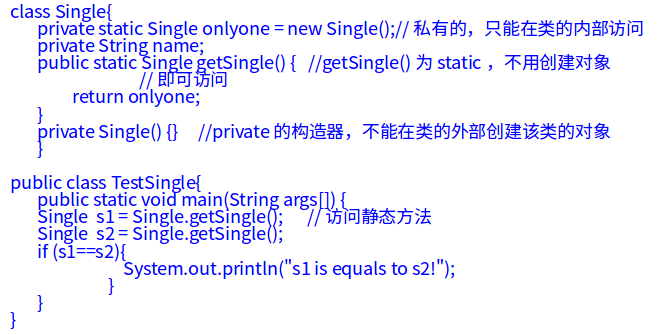 class Single{
private static Single onlyone = new Single();// 私有的，只能在类的内部访问
private String name;
public static Single getSingle() { //getSingle() 为 static ，不用创建对象
// 即可访问
return onlyone;
}
private Single() {} //private 的构造器，不能在类的外部创建该类的对象
}
public class TestSingle{
public static void main(String args[]) {
Single s1 = Single.getSingle(); // 访问静态方法
Single s2 = Single.getSingle();
if (s1==s2){
System.out.println("s1 is equals to s2!");
}
}
}